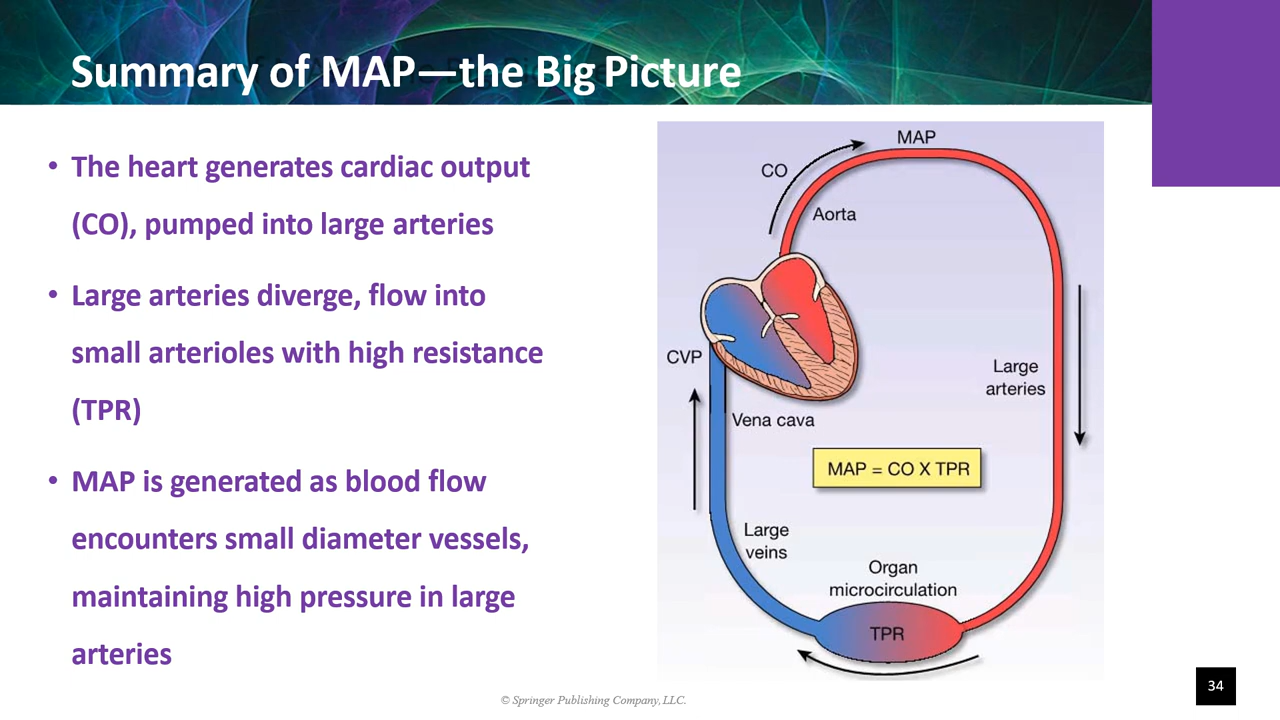 Summary of MAP—the Big Picture
• The heart generates cardiac output
(CO), pumped into large arteries
• Large arteries diverge, flow into
small arterioles with high resistance
(TPR)
• MAP is generated as blood flow
encounters small diameter vessels,
maintaining high pressure in large
arteries
MAP
CO
Aorta
CVP
Large
arteries
Vena cava
MAP = CO X TPR
Large
veins
Organ
microcirculation
TPR
© Springer Publishing Company, LLC.
34